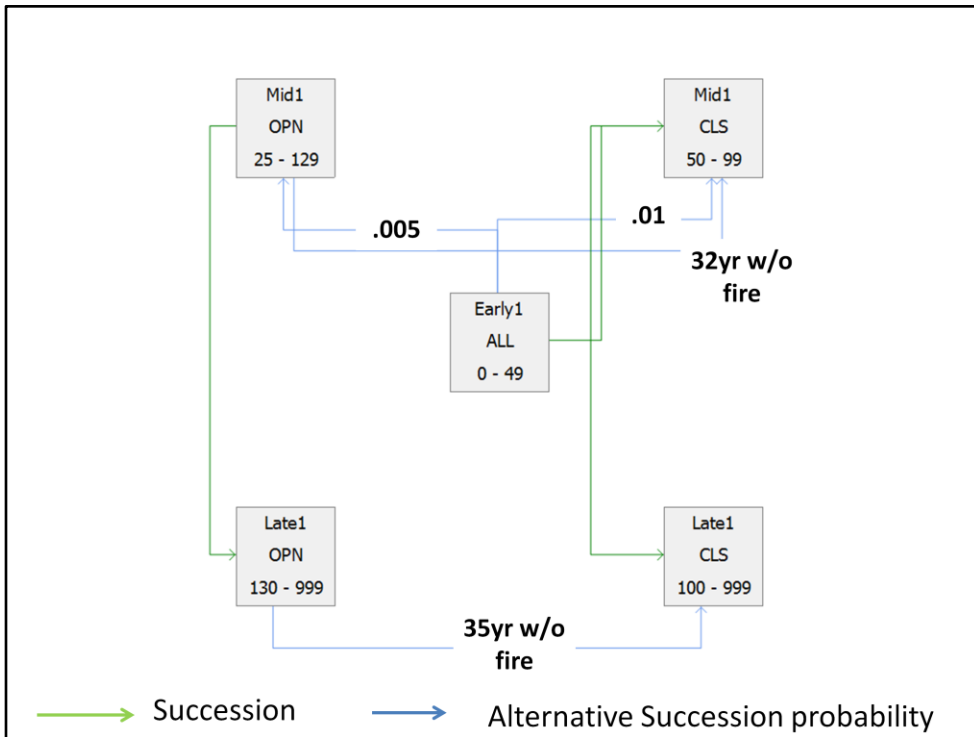 Mid1
OPN
25 - 129
Mid1
CLS
50 - 99
.005
.01
32yr w/o
fire
Early1
ALL
0 - 49
Late1
OPN
130 - 999
Late1
CLS
100 - 999
35yr w/o
fire
Succession
Alternative Succession probability